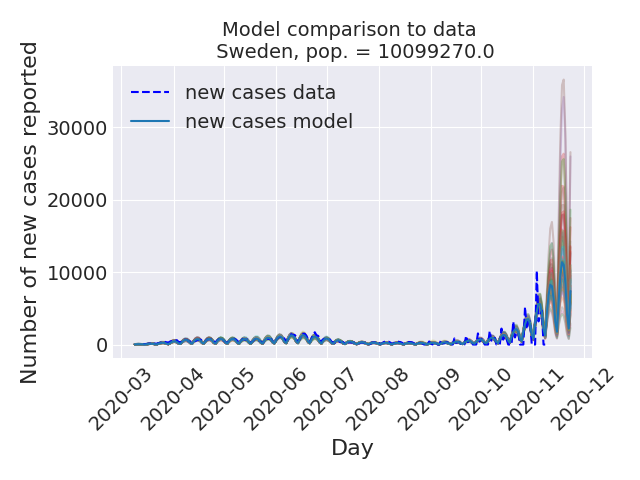 Model comparison to data
Sweden, pop. = 10099270.0
Number of new cases reported
30000
20000
10000
0
new cases data
new cases model
2020-03
2020-04
2020-05
2020-06
2020-07
2020-08
2020-09
2020-10
2020-11
2020-12
Day